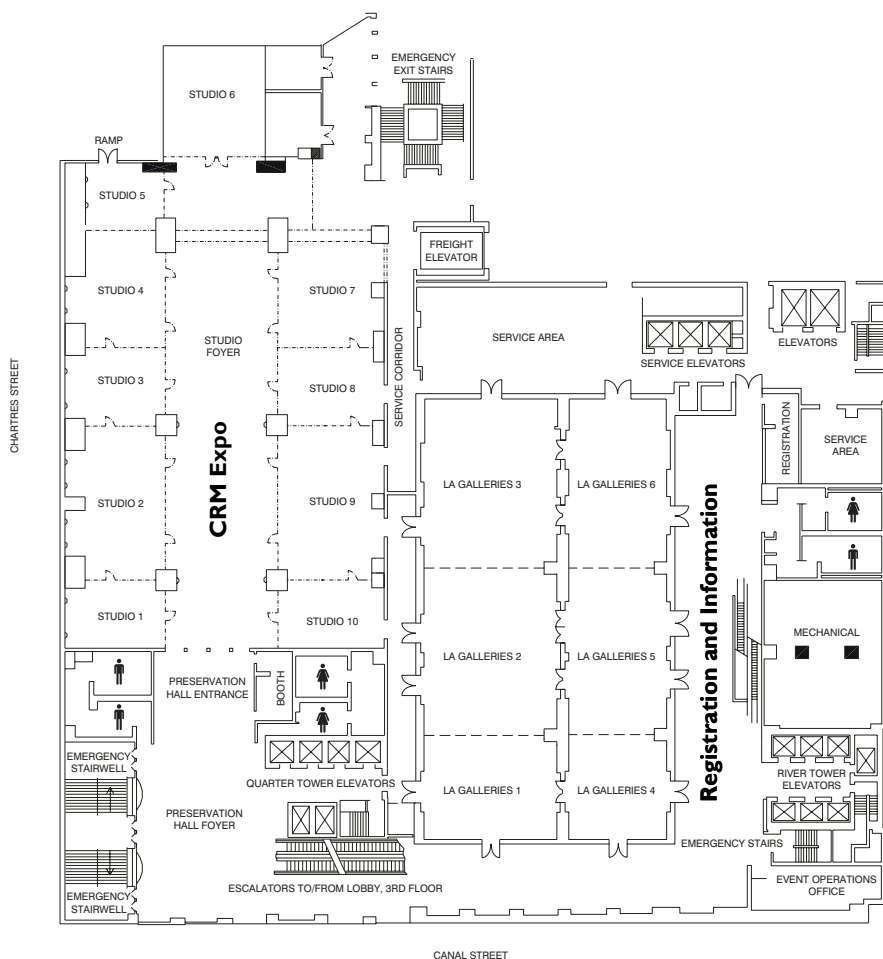 EMERGENCY
EXIT STAIRS
STUDIO 6
RAMP
STUDIO 5
FREIGHT
ELEVATOR
STUDIO 4
STUDIO 7
STUDIO
FOYER
SERVICE AREA
ELEVATORS
SERVICE ELEVATORS
SERVICE CORRIDOR
CHARTRES STREET
STUDIO 3
STUDIO 8
CRM Expo
REGISTRATION
SERVICE
AREA
LA GALLERIES 3
LA GALLERIES 6
STUDIO 2
STUDIO 9
Registration and Information
STUDIO 1
STUDIO 10
MECHANICAL
LA GALLERIES 2
LA GALLERIES 5
PRESERVATION
HALL ENTRANCE
BOOTH
EMERGENCY
STAIRWELL
QUARTER TOWER ELEVATORS
RIVER TOWER
ELEVATORS
LA GALLERIES 1
LA GALLERIES 4
PRESERVATION
HALL FOYER
EMERGENCY STAIRS
ESCALATORS TO/FROM LOBBY, 3RD FLOOR
EVENT OPERATIONS
OFFICE
EMERGENCY
STAIRWELL
CANAL STREET